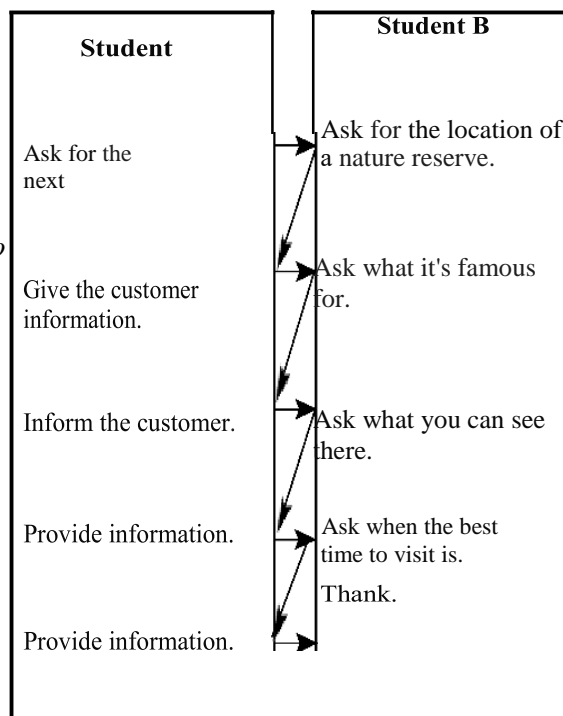 Student
Student B
Ask for the
next
Ask for the location of
a nature reserve.
Give the customer
information.
Ask what it's famous
for.
Inform the customer.
Ask what you can see
there.
Provide information.
Ask when the best
time to visit is.
Thank.
Provide information.